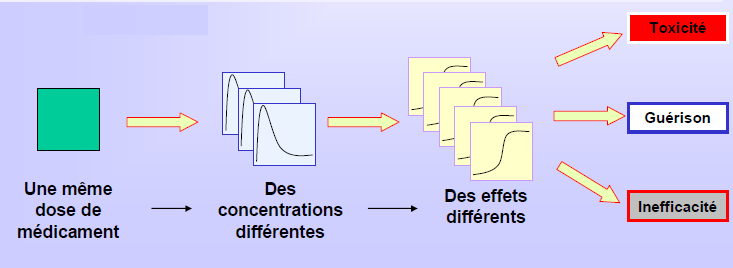 Toxicité
Guérison
Inefficacité
Une même
dose de
médicament
Des
concentrations
différentes
Des effets
différents